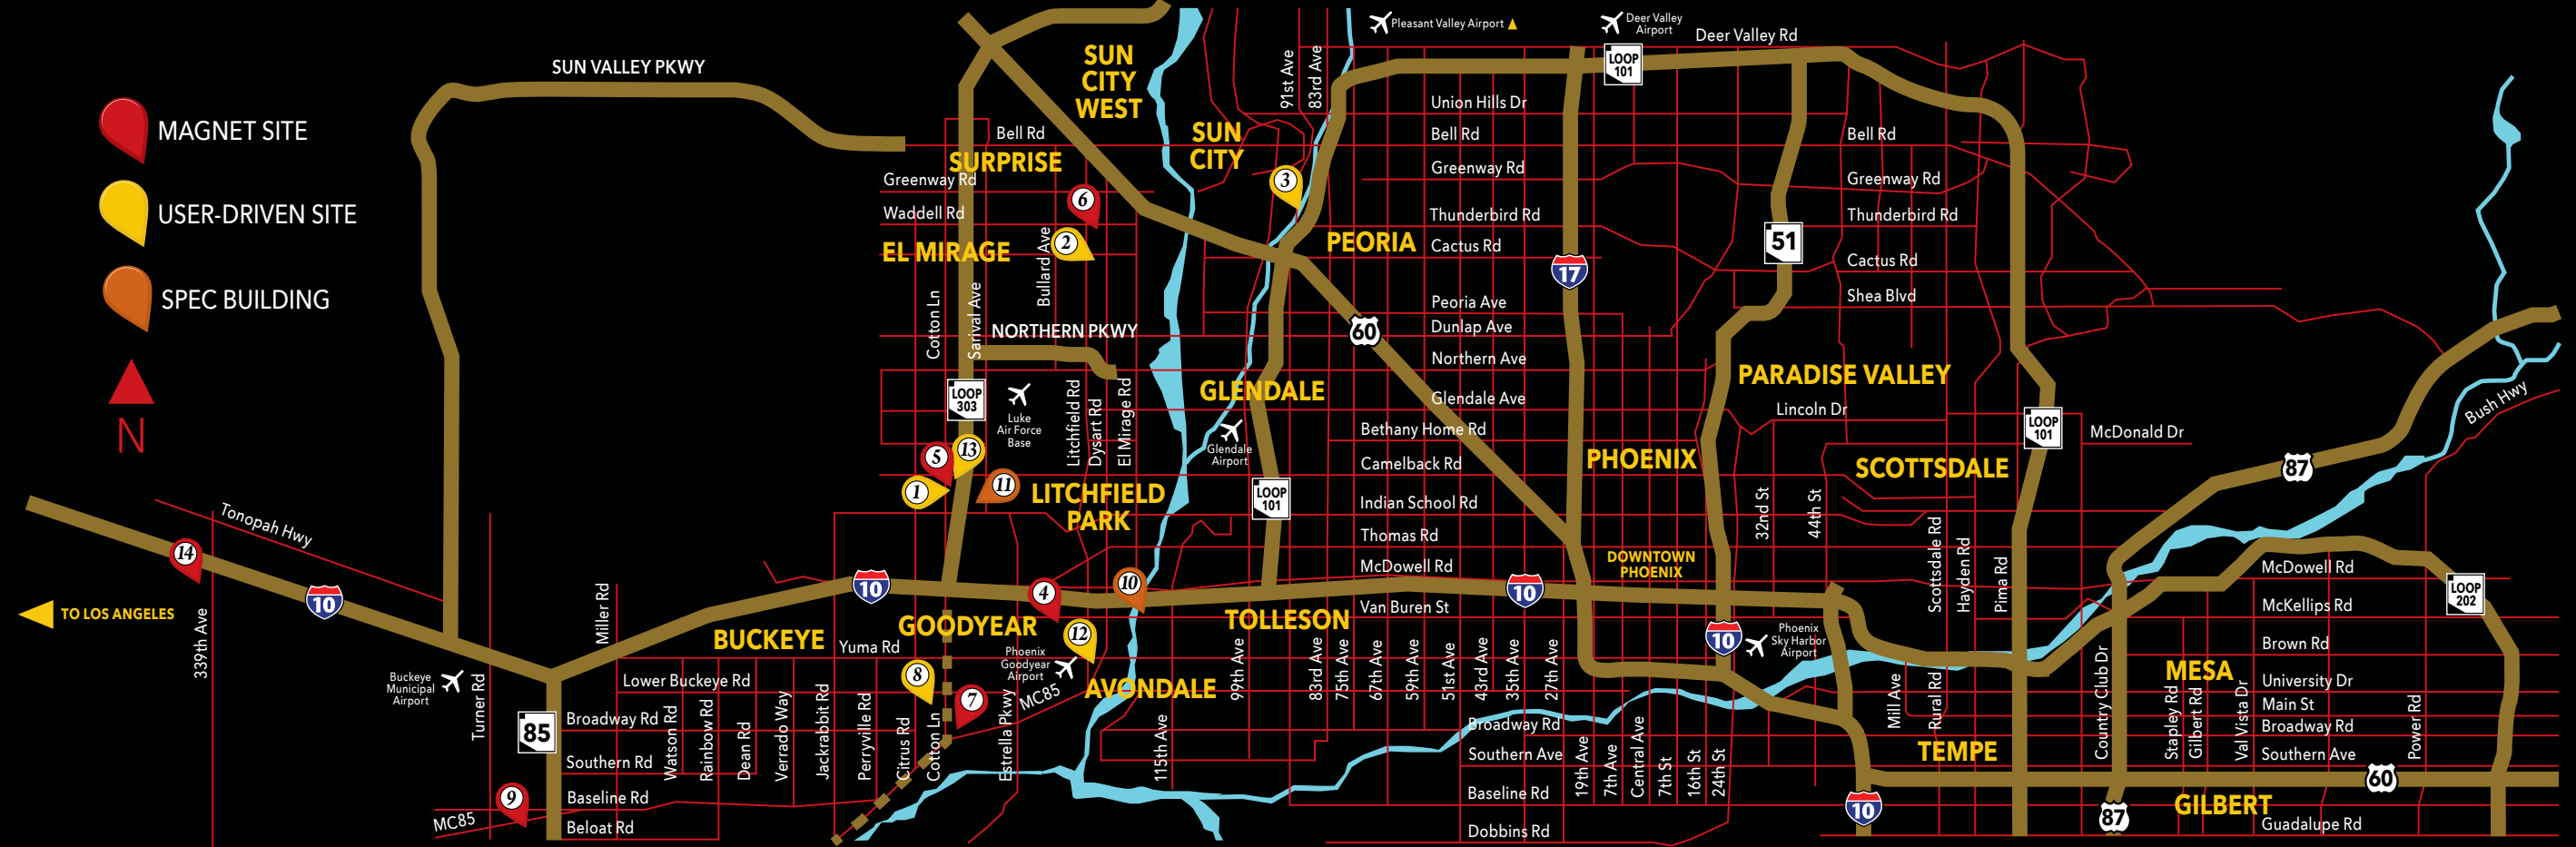 MAGNET SITE
USER-DRIVEN SITE
SPEC BUILDING
N
TO LOS ANGELES
SUN VALLEY PKWY
SUN
CITY
WEST
SUN
CITY
SURPRISE
EL MIRAGE
PEORIA
GLENDALE
LITCHFIELD
PARK
PARADISE VALLEY
PHOENIX
SCOTTSDALE
DOWNTOWN
PHOENIX
TOLLESON
GOODYEAR
BUCKEYE
AVONDALE
MESA
TEMPE
GILBERT
Pleasant Valley Airport
Deer Valley
Airport
Deer Valley Rd
LOOP
101
91st Ave
83rd Ave
Union Hills Dr
Bell Rd
Greenway Rd
Thunderbird Rd
Cactus Rd
Peoria Ave
Dunlap Ave
Northern Ave
Glendale Ave
Bethany Home Rd
Camelback Rd
Indian School Rd
Thomas Rd
McDowell Rd
Van Buren St
Bell Rd
Greenway Rd
Waddell Rd
Bullard Ave
Cotton Ln
Sarival Ave
NORTHERN PKWY
LOOP
303
Luke
Air Force
Base
Litchfield Rd
Dysart Rd
El Mirage Rd
Glendale
Airport
LOOP
101
17
51
60
Bell Rd
Greenway Rd
Thunderbird Rd
Cactus Rd
Shea Blvd
Lincoln Dr
LOOP
101
McDonald Dr
87
Bush Hwy
32nd St
44th St
Scottsdale Rd
Hayden Rd
Pima Rd
McDowell Rd
McKellips Rd
Brown Rd
University Dr
Main St
Broadway Rd
Southern Ave
Guadalupe Rd
LOOP
202
Country Club Dr
Stapley Rd
Gilbert Rd
Val Vista Dr
Power Rd
Mill Ave
Rural Rd
60
87
10
10
Phoenix
Sky Harbor
Airport
10
10
10
Tonopah Hwy
339th Ave
Miller Rd
Buckeye
Municipal
Airport
Turner Rd
85
MC85
Yuma Rd
Lower Buckeye Rd
Broadway Rd
Southern Rd
Baseline Rd
Beloat Rd
Watson Rd
Rainbow Rd
Dean Rd
Verrado Way
Jackrabbit Rd
Perryville Rd
Citrus Rd
Cotton Ln
Estrella Pkwy
MC85
Phoenix
Goodyear
Airport
115th Ave
99th Ave
83rd Ave
75th Ave
67th Ave
59th Ave
51st Ave
43rd Ave
35th Ave
27th Ave
19th Ave
7th Ave
Central Ave
7th St
16th St
24th St
Broadway Rd
Southern Ave
Baseline Rd
Dobbins Rd
1
2
3
4
5
6
7
8
9
10
11
12
13
14